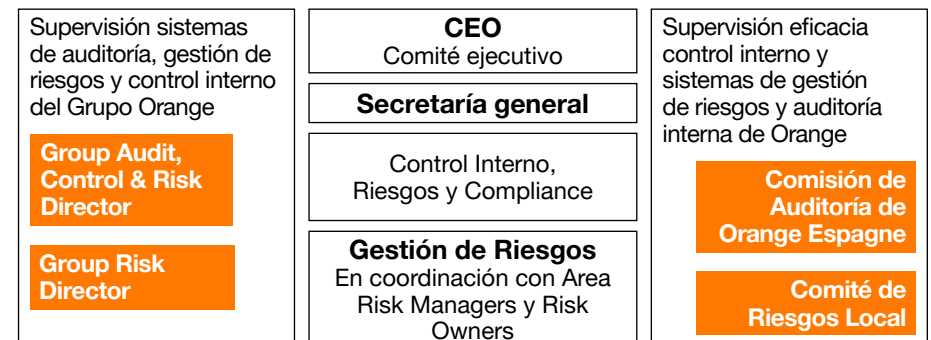 Supervisión sistemas
de auditoría, gestión de
riesgos y control interno
del Grupo Orange
Group Audit,
Control & Risk
Director
Group Risk
Director
CEO
Comité ejecutivo
Secretaría general
Control Interno,
Riesgos y Compliance
Gestión de Riesgos
En coordinación con Area
Risk Managers y Risk
Owners
Supervisión eficacia
control interno y
sistemas de gestión
de riesgos y auditoría
interna de Orange
Comisión de
Auditoría de
Orange Espagne
Comité de
Riesgos Local